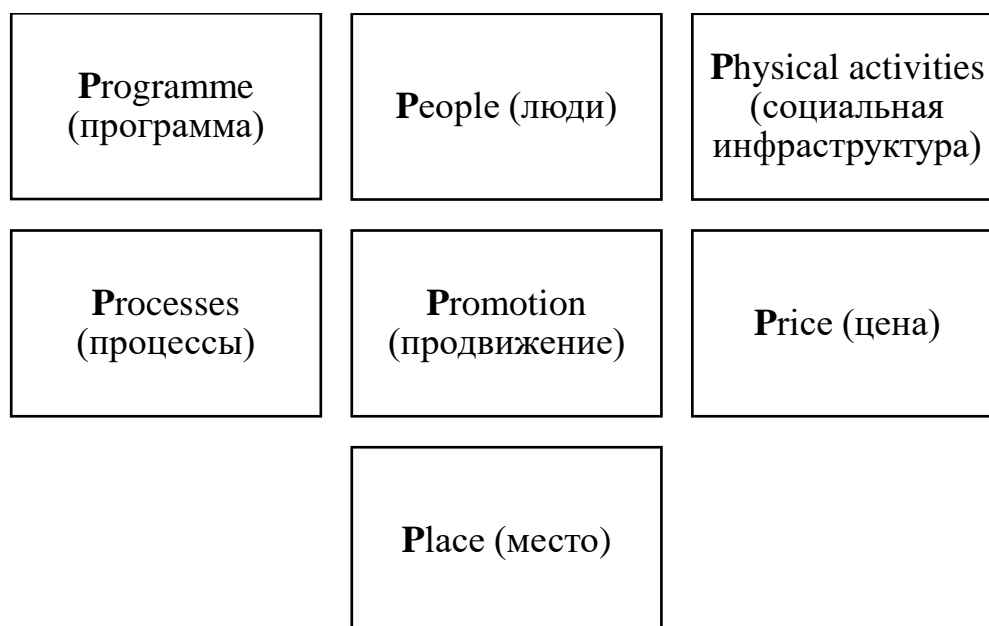 Programme
(программа)
People (люди)
Physical activities
(социальная
инфраструктура)
Processes
(процессы)
Promotion
(продвижение)
Price (цена)
Place (место)